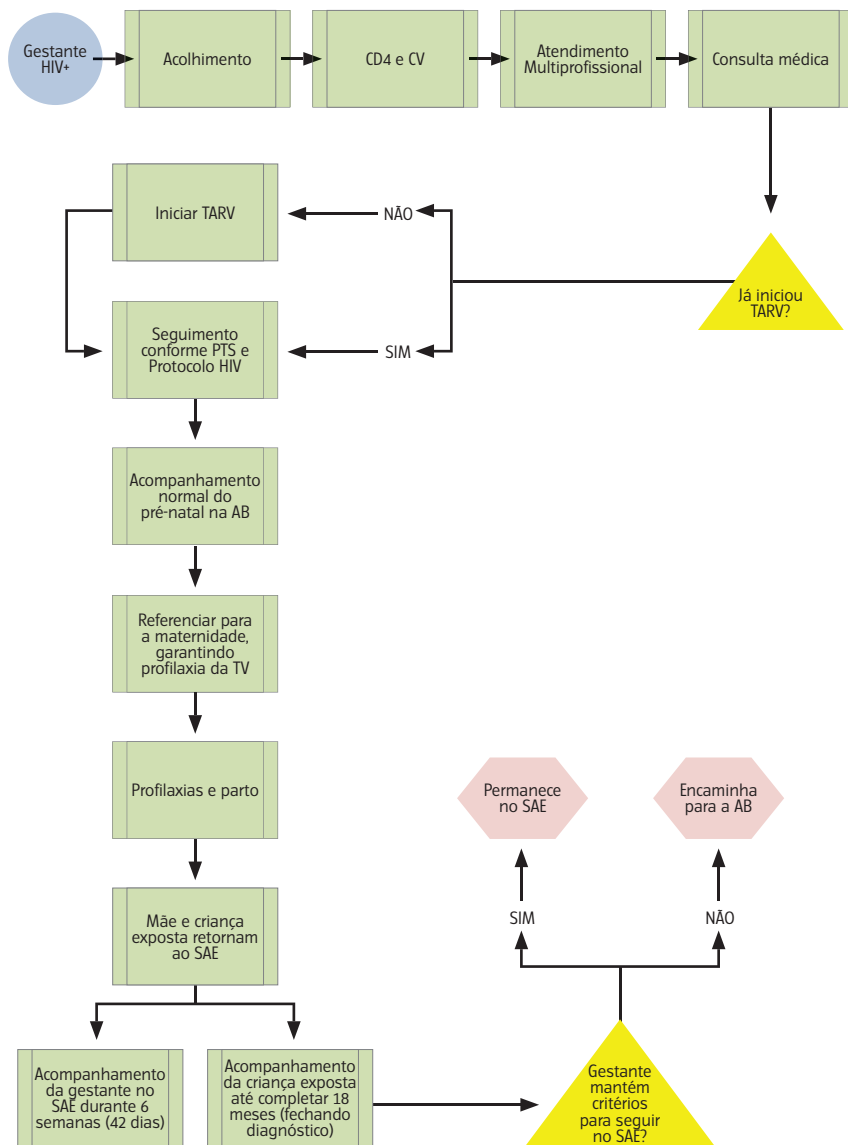 Gestante
HIV+
Acolhimento
CD4 e CV
Atendimento
Multiprofissional
Consulta médica
Iniciar TARV
NÃO
Já iniciou
TARV?
Seguimento
conforme PTS e
Protocolo HIV
SIM
Acompanhamento
normal do
pré-natal na AB
Referenciar para
a maternidade,
garantindo
profilaxia da TV
Profilaxias e parto
Permanece
no SAE
Encaminha
para a AB
Mãe e criança
exposta retornam
ao SAE
SIM
NÃO
Acompanhamento
da gestante no
SAE durante 6
semanas (42 dias)
Acompanhamento
da criança exposta
até completar 18
meses (fechando
diagnóstico)
Gestante
mantém
critérios
para seguir
no SAE?